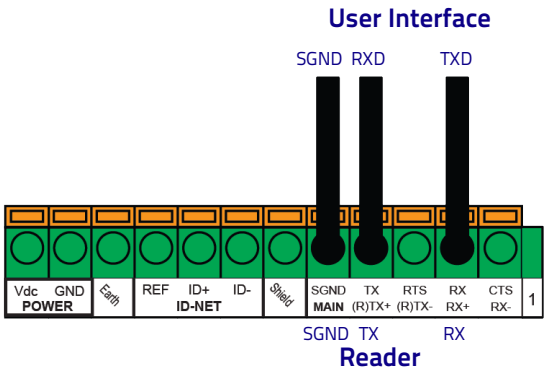 User Interface
SGND RXD TXD
Vdc GND Earth REF ID+ ID- Shield SGND TX RTS RX CTS 1
POWER ID-NET MAIN (R)TX+ (R)TX- RX+ RX-
SGND TX RX
Reader